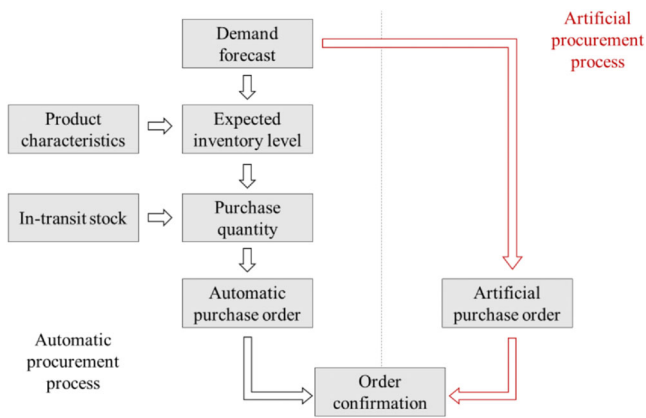 Demand
forecast
Artificial
procurement
process
Product
characteristics
Expected
inventory level
In-transit stock
Purchase
quantity
Automatic
purchase order
Artificial
purchase order
Automatic
procurement
process
Order
confirmation